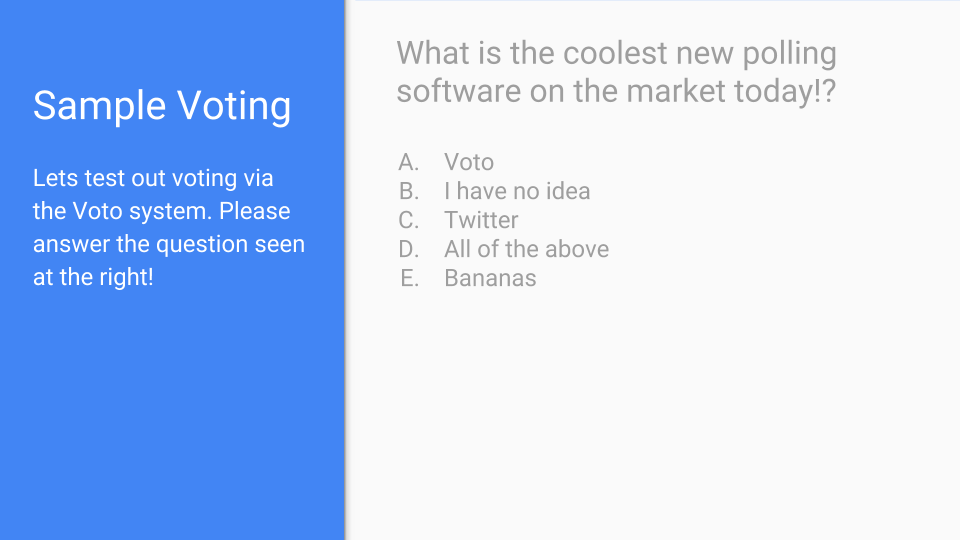 Sample Voting
Lets test out voting via
the Voto system. Please
answer the question seen
at the right!
What is the coolest new polling
software on the market today!?
A. Voto
B. I have no idea
C. Twitter
D. All of the above
E. Bananas